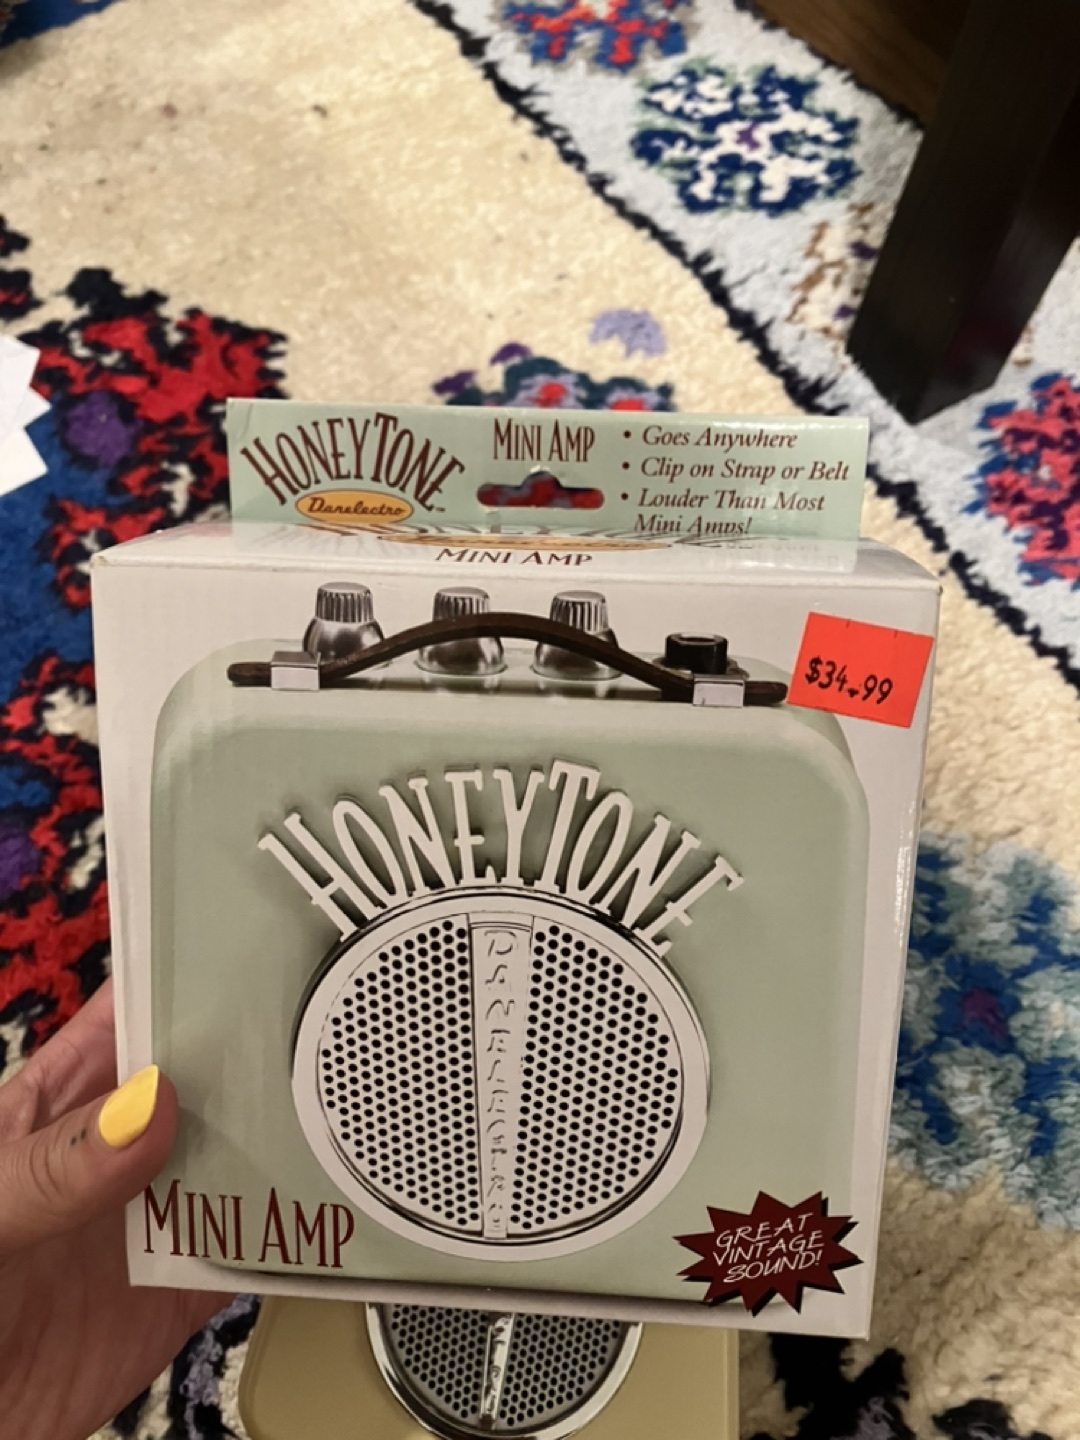 HONEYTONE
Danelectro
MINI AMP
• Goes Anywhere
• Clip on Strap or Belt
• Louder Than Most
Mini Amps!
MINI AMP
$34.99
HONEYTONE
DANELECTRO
MINI AMP
GREAT
VINTAGE
SOUND!